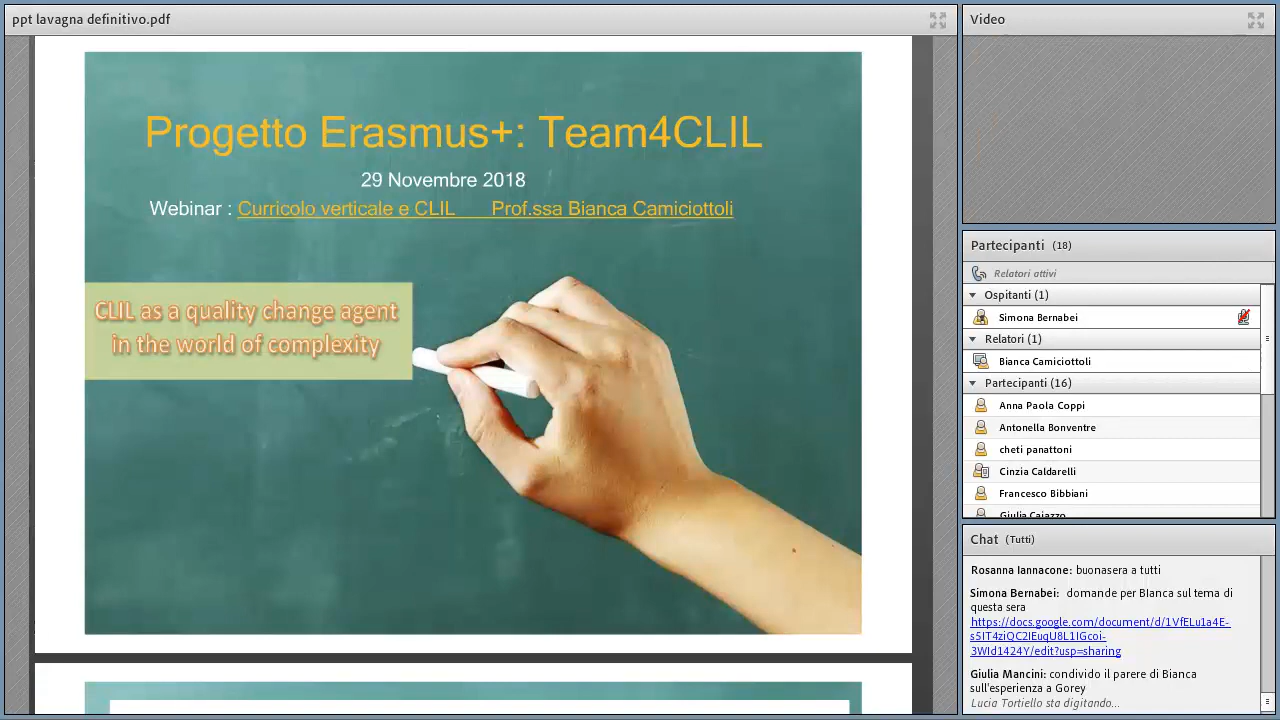 ppt lavagna definitivo.pdf
Progetto Erasmus+: Team4CLIL
29 Novembre 2018
Webinar : Curricolo verticale e CLIL Prof.ssa Bianca Camiciottoli
CLIL as a quality change agent
in the world of complexity
Video
Partecipanti (18)
Relatori attivi
Ospitanti (1)
Simona Bernabei
Relatori (1)
Bianca Camiciottoli
Partecipanti (16)
Anna Paola Coppi
Antonella Bonventre
cheti panattoni
Cinzia Caldarelli
Francesco Bibbiani
Giulia Caiazzo
Chat (Tutti)
Rosanna Iannacone: buonasera a tutti
Simona Bernabei: domande per BIanca sul tema di
questa sera
https://docs.google.com/document/d/1VfELu1a4E-
s5IT4ziQC2IEuqU8L1IGcoi-
3WId1424Y/edit?usp=sharing
Giulia Mancini: condivido il parere di Bianca
sull'esperienza a Gorey
Lucia Tortiello sta digitando...